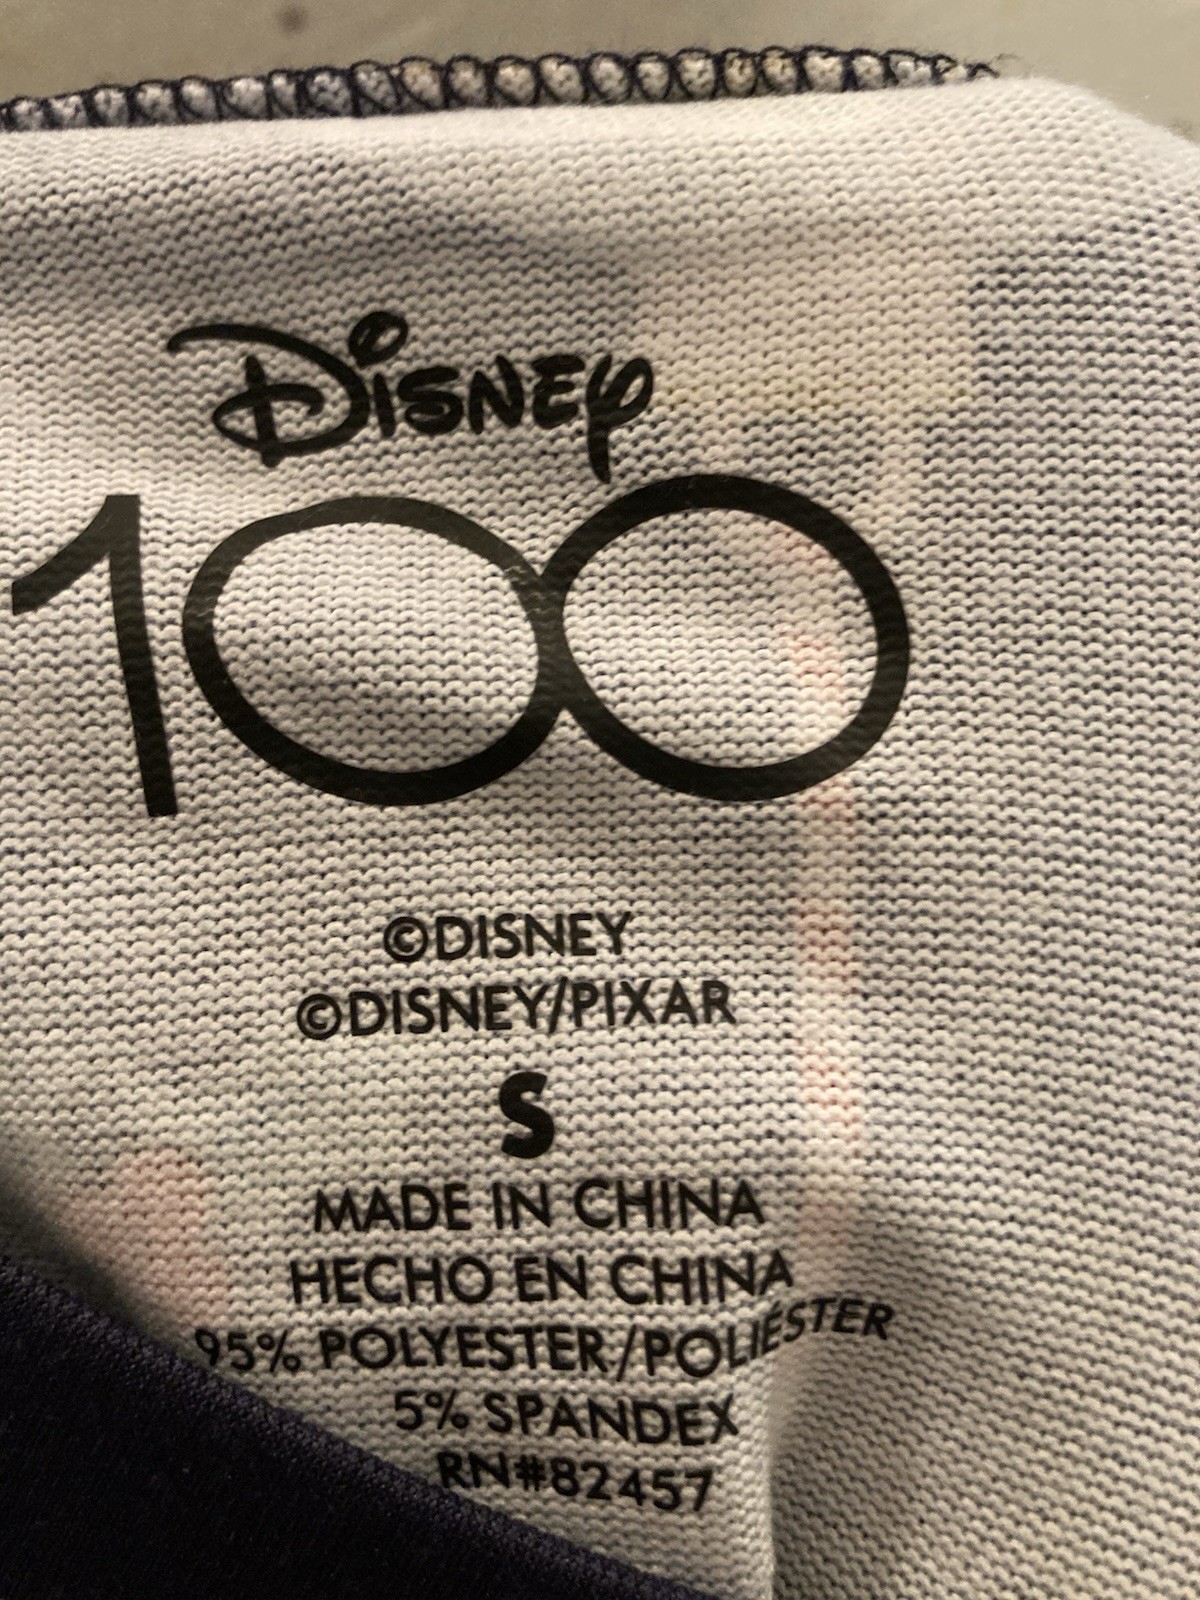 Disney
100
©DISNEY
©DISNEY/PIXAR
S
MADE IN CHINA
HECHO EN CHINA
95% POLYESTER/POLIÉSTER
5% SPANDEX
RN#82457